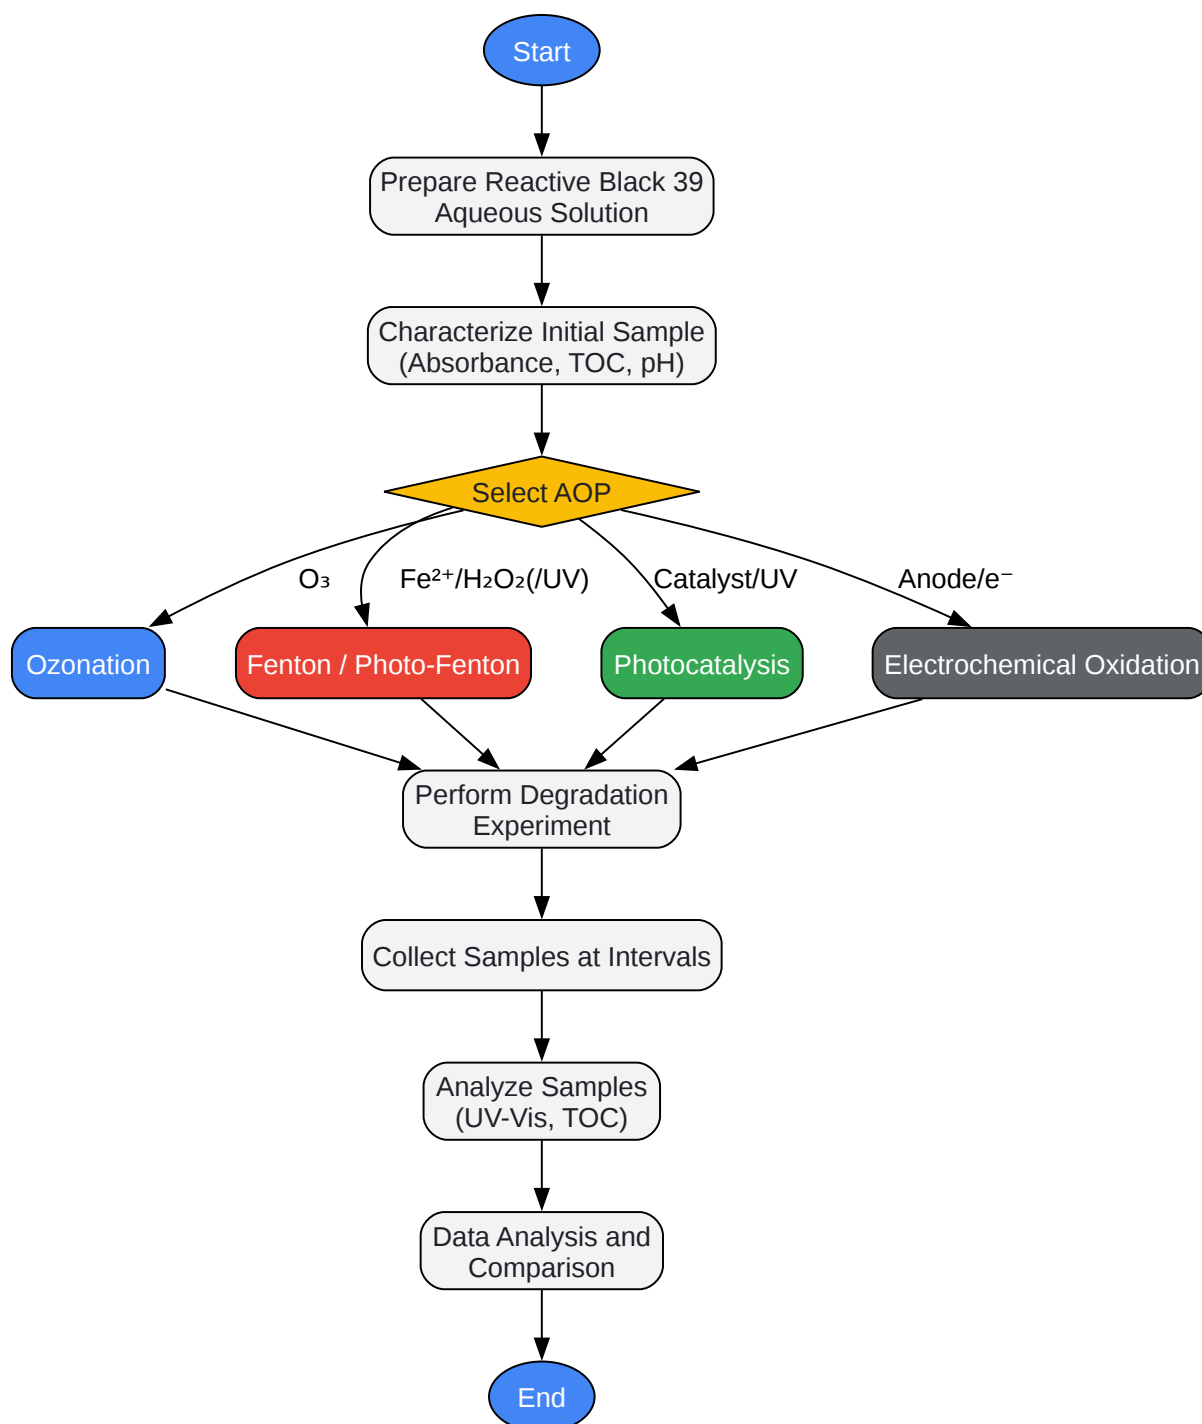 Start
Prepare Reactive Black 39
Aqueous Solution
Characterize Initial Sample
(Absorbance, TOC, pH)
Select AOP
O₃
Fe²⁺/H₂O₂(/UV)
Catalyst/UV
Anode/e⁻
Ozonation
Fenton / Photo-Fenton
Photocatalysis
Electrochemical Oxidation
Perform Degradation
Experiment
Collect Samples at Intervals
Analyze Samples
(UV-Vis, TOC)
Data Analysis and
Comparison
End